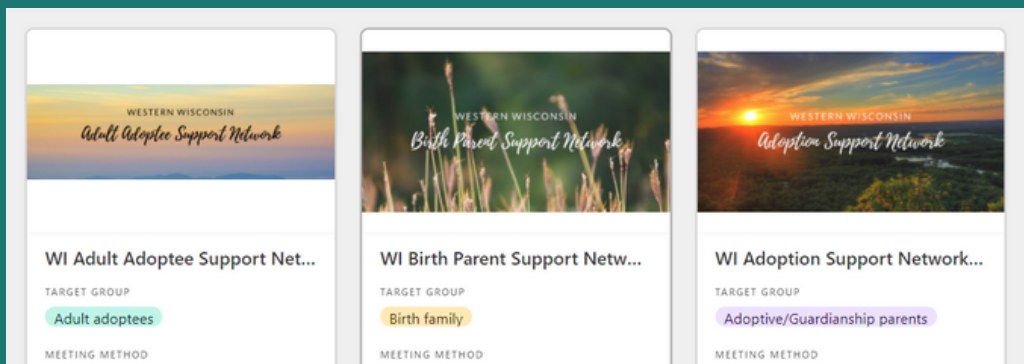 WESTERN WISCONSIN
Adult Adoptee Support Network
WI Adult Adoptee Support Net...
TARGET GROUP
Adult adoptees
MEETING METHOD
WESTERN WISCONSIN
Birth Parent Support Network
WI Birth Parent Support Netw...
TARGET GROUP
Birth family
MEETING METHOD
WESTERN WISCONSIN
Adoption Support Network
WI Adoption Support Network...
TARGET GROUP
Adoptive/Guardianship parents
MEETING METHOD